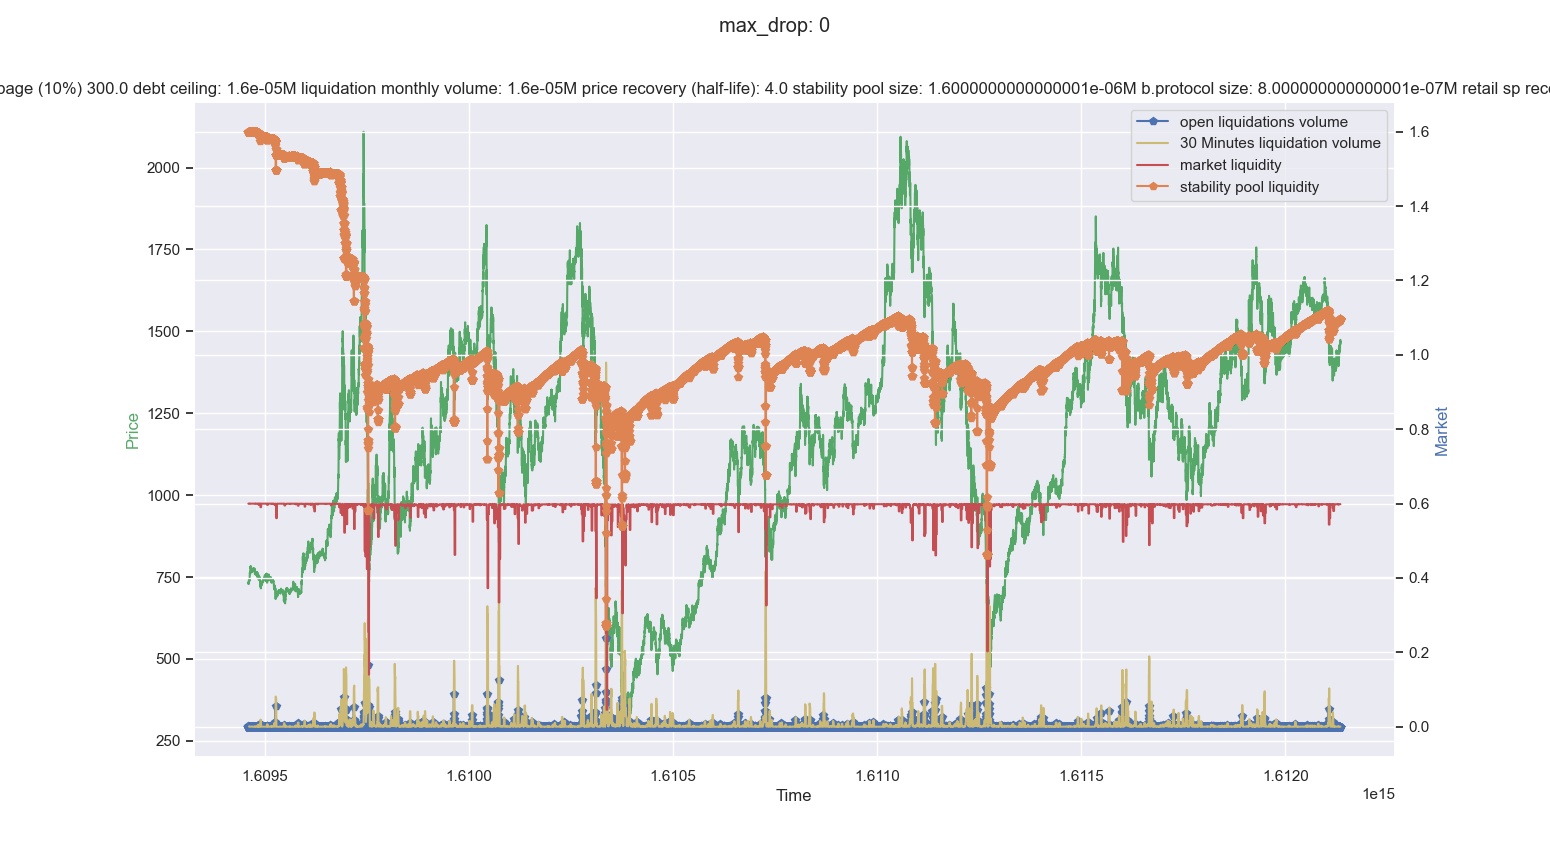 max_drop: 0
(10%) 300.0 debt ceiling: 1.6e-05M liquidation monthly volume: 1.6e-05M price recovery (half-life): 4.0 stability pool size: 1.6000000000000001e-06M b.protocol size: 8.000000000000001e-07M retail sp
open liquidations volume
30 Minutes liquidation volume
market liquidity
stability pool liquidity
2000
1750
1500
1250
1000
750
500
250
Price
1.6
1.4
1.2
1.0
0.8
0.6
0.4
0.2
0.0
Market
1.6095 1.6100 1.6105 1.6110 1.6115 1.6120
Time
1e15